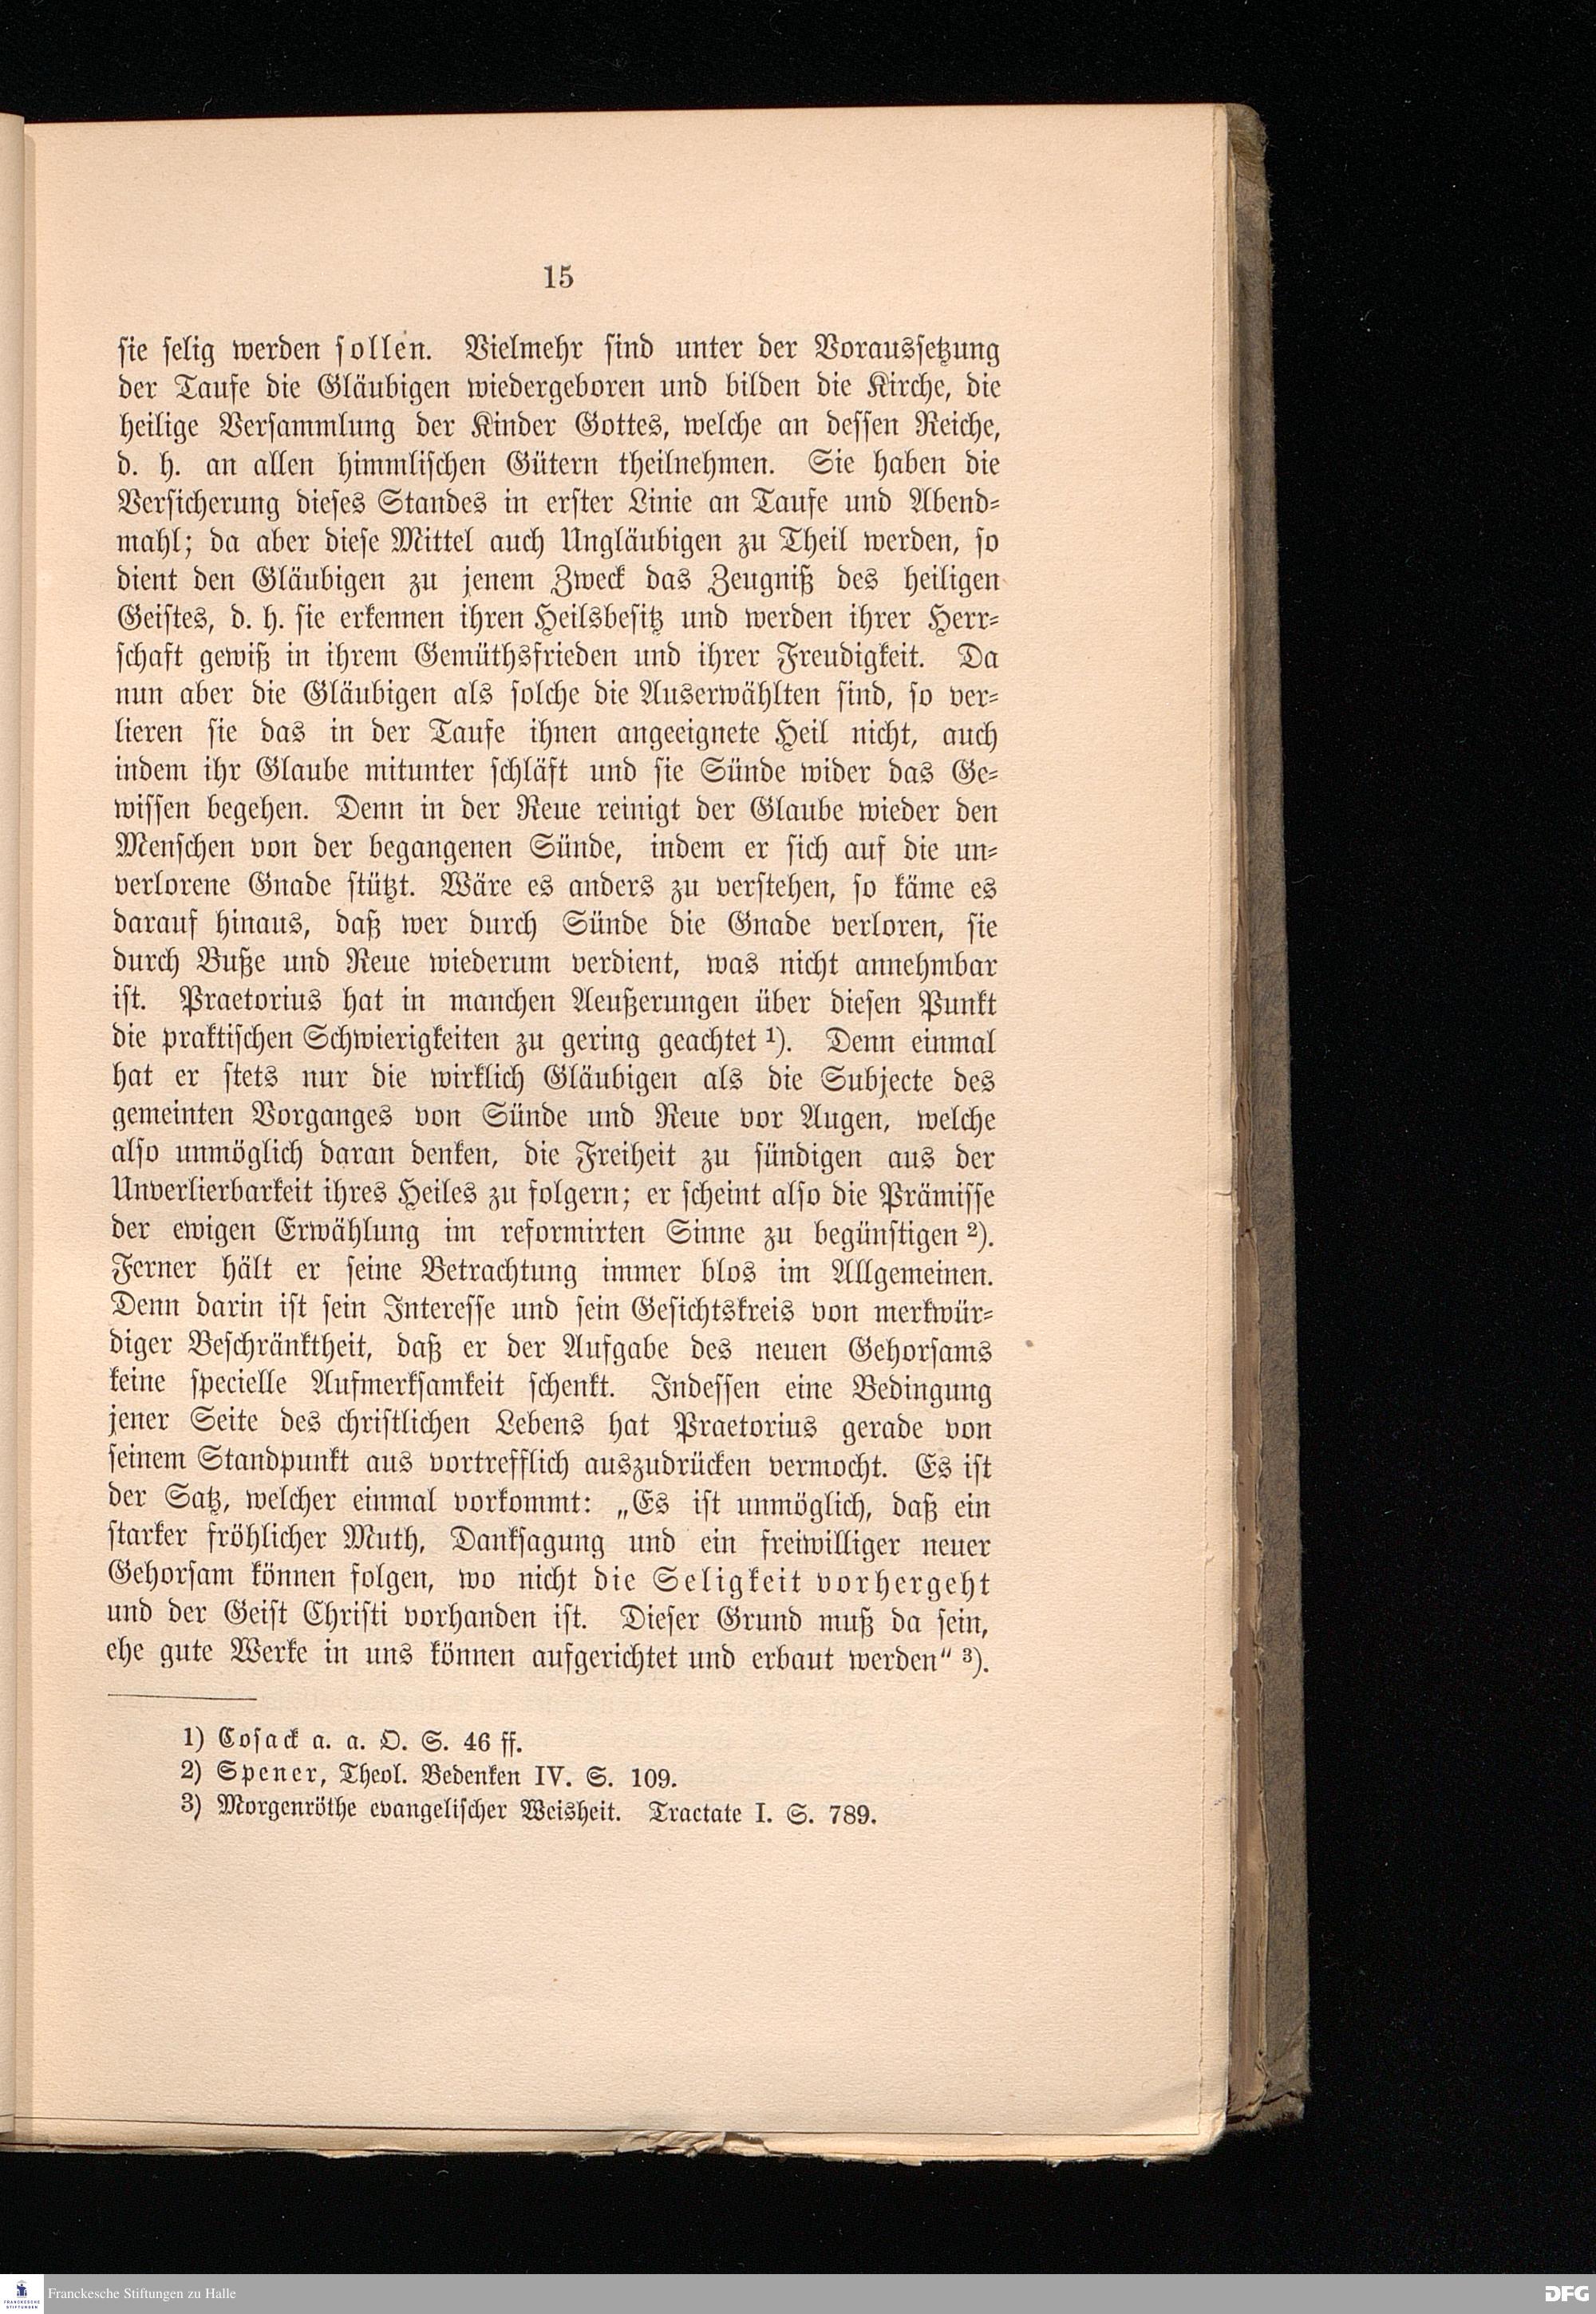 15
sie selig werden sollen. Vielmehr sind unter der Voraussetzung
der Taufe die Gläubigen wiedergeboren und bilden die Kirche, die
heilige Versammlung der Kinder Gottes, welche an dessen Reiche,
d. h. an allen himmlischen Gütern theilnehmen. Sie haben die
Versicherung dieses Standes in erster Linie an Taufe und Abend-
mahl; da aber diese Mittel auch Ungläubigen zu Theil werden, so
dient den Gläubigen zu jenem Zweck das Zeugniß des heiligen
Geistes, d. h. sie erkennen ihren Heilsbesitz und werden ihrer Herr-
schaft gewiß in ihrem Gemüthsfrieden und ihrer Freudigkeit. Da
nun aber die Gläubigen als solche die Auserwählten sind, so ver-
lieren sie das in der Taufe ihnen angeeignete Heil nicht, auch
indem ihr Glaube mitunter schläft und sie Sünde wider das Ge-
wissen begehen. Denn in der Reue reinigt der Glaube wieder den
Menschen von der begangenen Sünde, indem er sich auf die un-
verlorene Gnade stützt. Wäre es anders zu verstehen, so käme es
darauf hinaus, daß wer durch Sünde die Gnade verloren, sie
durch Buße und Reue wiederum verdient, was nicht annehmbar
ist. Praetorius hat in manchen Aeußerungen über diesen Punkt
die praktischen Schwierigkeiten zu gering geachtet 1). Denn einmal
hat er stets nur die wirklich Gläubigen als die Subjecte des
gemeinten Vorganges von Sünde und Reue vor Augen, welche
also unmöglich daran denken, die Freiheit zu sündigen aus der
Unverlierbarkeit ihres Heiles zu folgern; er scheint also die Prämisse
der ewigen Erwählung im reformirten Sinne zu begünstigen 2).
Ferner hält er seine Betrachtung immer blos im Allgemeinen.
Denn darin ist sein Interesse und sein Gesichtskreis von merkwür-
diger Beschränktheit, daß er der Aufgabe des neuen Gehorsams
keine specielle Aufmerksamkeit schenkt. Indessen eine Bedingung
jener Seite des christlichen Lebens hat Praetorius gerade von
seinem Standpunkt aus vortrefflich auszudrücken vermocht. Es ist
der Satz, welcher einmal vorkommt: „Es ist unmöglich, daß ein
starker fröhlicher Muth, Danksagung und ein freiwilliger neuer
Gehorsam können folgen, wo nicht die Seligkeit vorhergeht
und der Geist Christi vorhanden ist. Dieser Grund muß da sein,
ehe gute Werke in uns können aufgerichtet und erbaut werden“ 3).
1) Cosack a. a. O. S. 46 ff.
2) Spener, Theol. Bedenken IV. S. 109.
3) Morgenröthe evangelischer Weisheit. Tractate I. S. 789.
FRANCKESCHE
STIFTUNGEN
Franckesche Stiftungen zu Halle
DFG